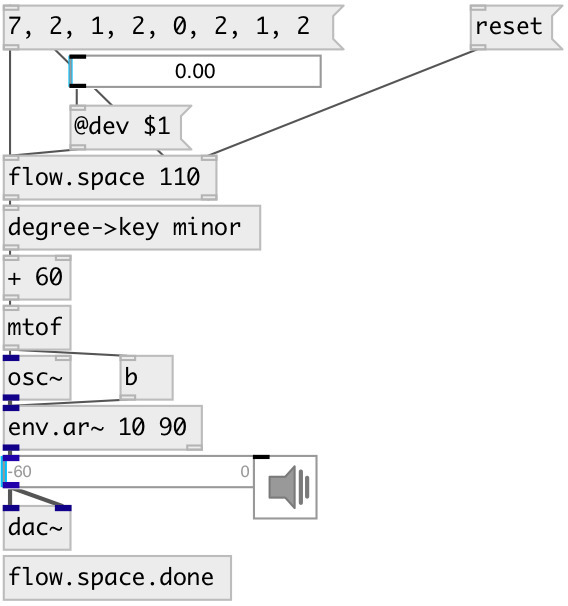 7, 2, 1, 2, 0, 2, 1, 2
reset
0.00
@dev $1
flow.space 110
degree->key minor
+ 60
mtof
osc~
b
env.ar~ 10 90
-60 0
dac~
flow.space.done